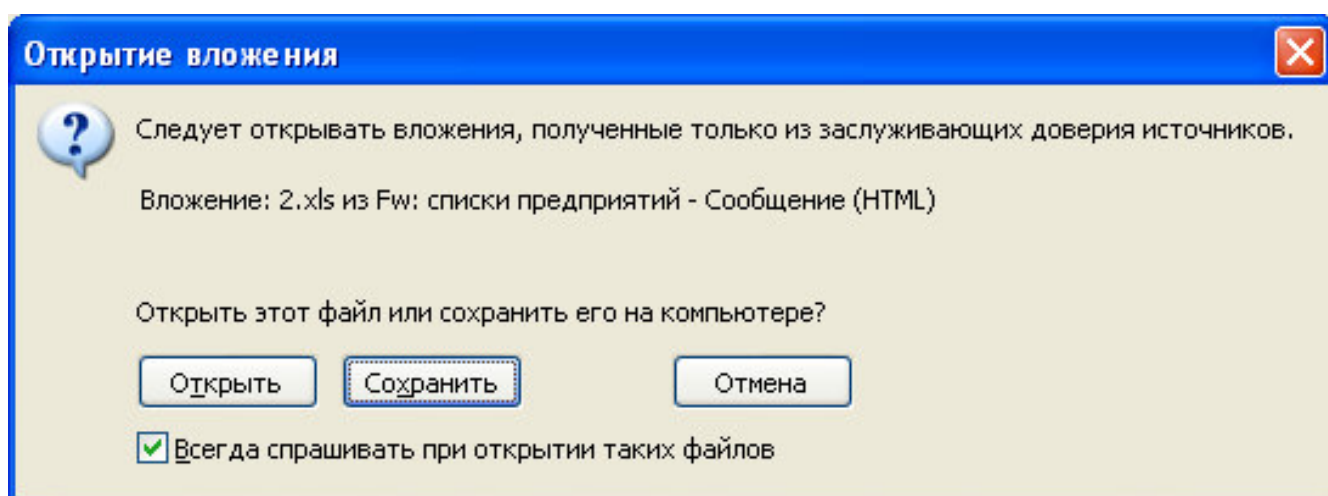 Открытие вложения
Следует открывать вложения, полученные только из заслуживающих доверия источников.
Вложение: 2.xls из Fw: списки предприятий - Сообщение (HTML)
Открыть этот файл или сохранить его на компьютере?
Открыть Сохранить Отмена
Всегда спрашивать при открытии таких файлов